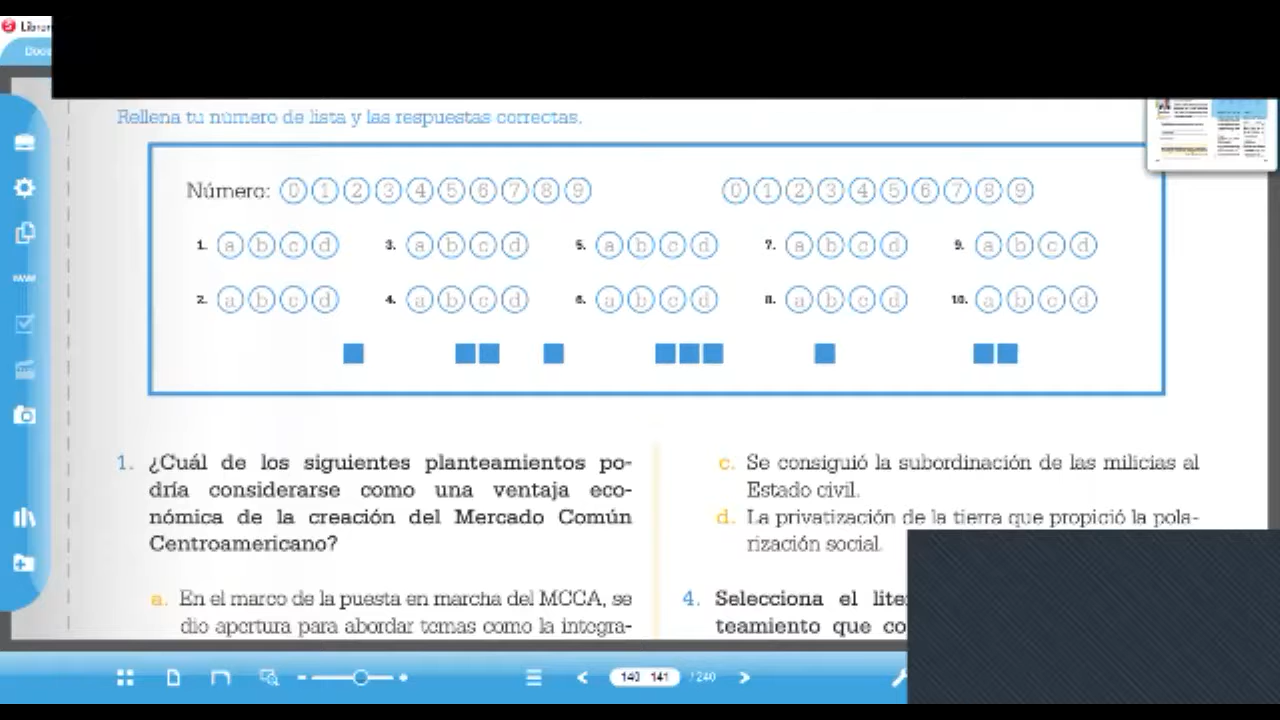 Rellena tu número de lista y las respuestas correctas.
Número: 0 1 2 3 4 5 6 7 8 9 0 1 2 3 4 5 6 7 8 9
1. a b c d 3. a b c d 5. a b c d 7. a b c d 9. a b c d
2. a b c d 4. a b c d 6. a b c d 8. a b c d 10. a b c d
1. ¿Cuál de los siguientes planteamientos po-
dría considerarse como una ventaja eco-
nómica de la creación del Mercado Común
Centroamericano?
a. En el marco de la puesta en marcha del MCCA, se
dio apertura para abordar temas como la integra-
c. Se consiguió la subordinación de las milicias al
Estado civil.
d. La privatización de la tierra que propició la pola-
rización social.
4. Selecciona el
teamiento que
140 141 / 240